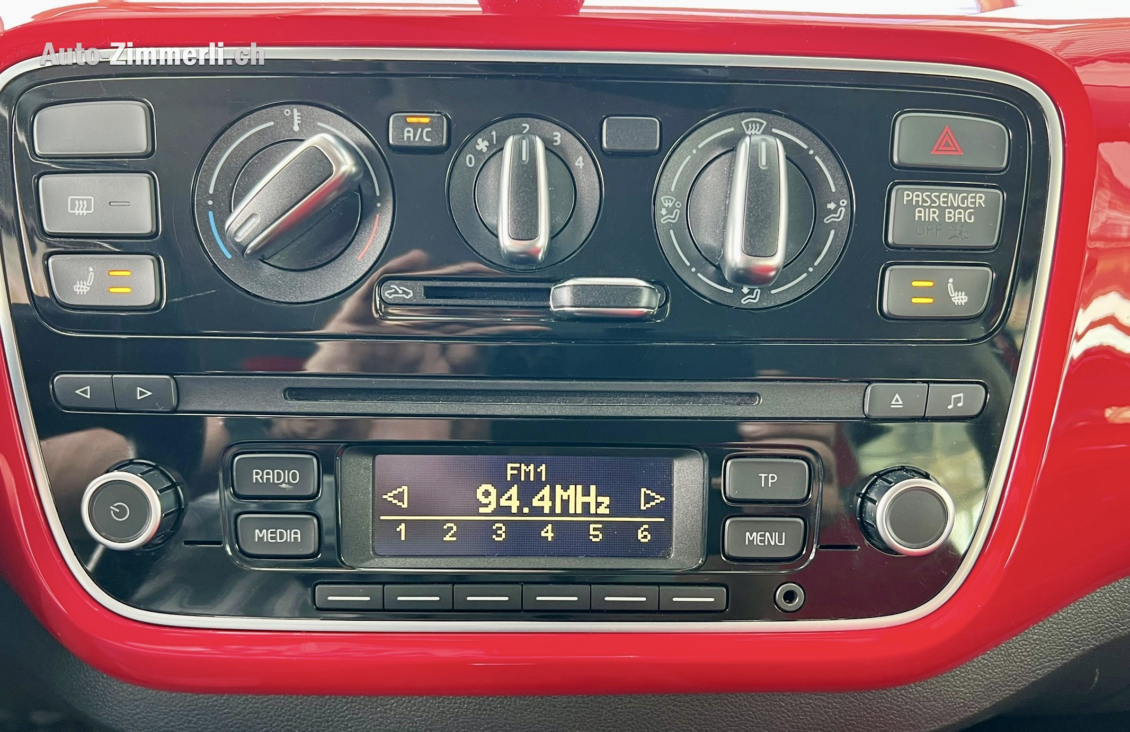 Auto-Zimmerli.ch
A/C
0 1 2 3 4
PASSENGER
AIR BAG
OFF
RADIO
MEDIA
FM1
94.4MHz
1 2 3 4 5 6
TP
MENU